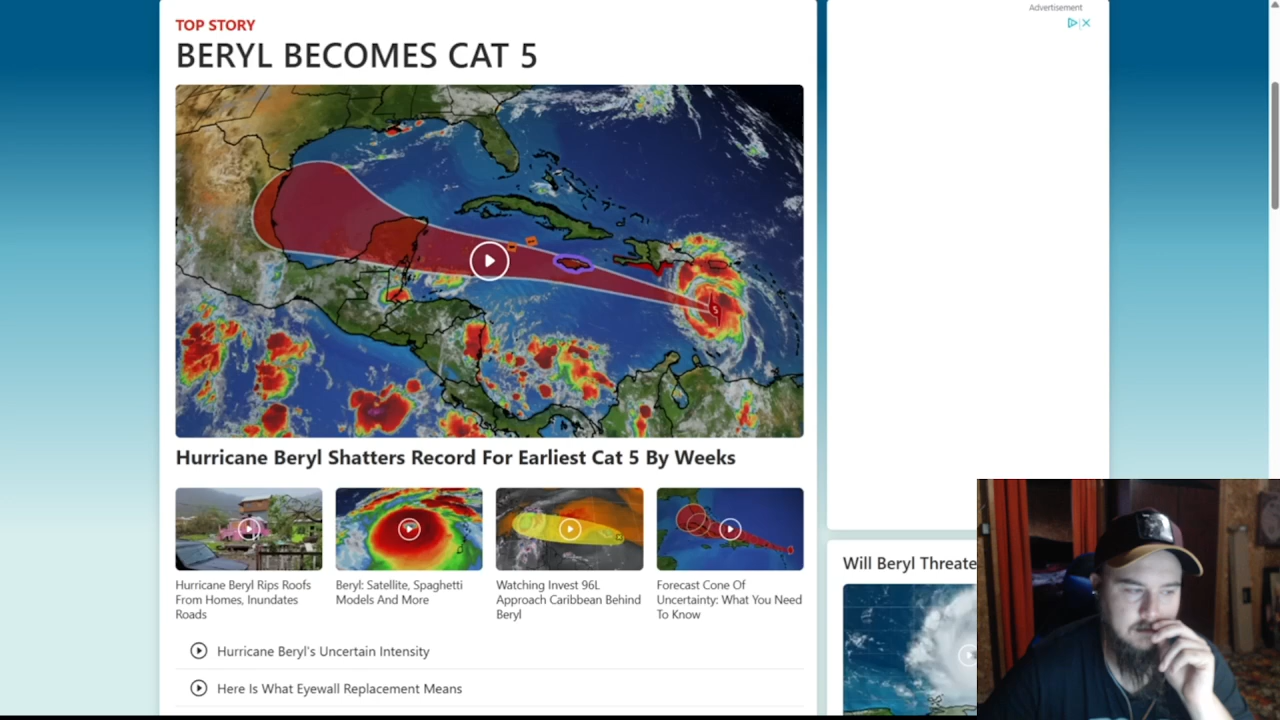 Advertisement
TOP STORY
BERYL BECOMES CAT 5
5
Hurricane Beryl Shatters Record For Earliest Cat 5 By Weeks
Hurricane Beryl Rips Roofs
From Homes, Inundates
Roads
Beryl: Satellite, Spaghetti
Models And More
Watching Invest 96L
Approach Caribbean Behind
Beryl
Forecast Cone Of
Uncertainty: What You Need
To Know
Hurricane Beryl's Uncertain Intensity
Here Is What Eyewall Replacement Means
Will Beryl Threate